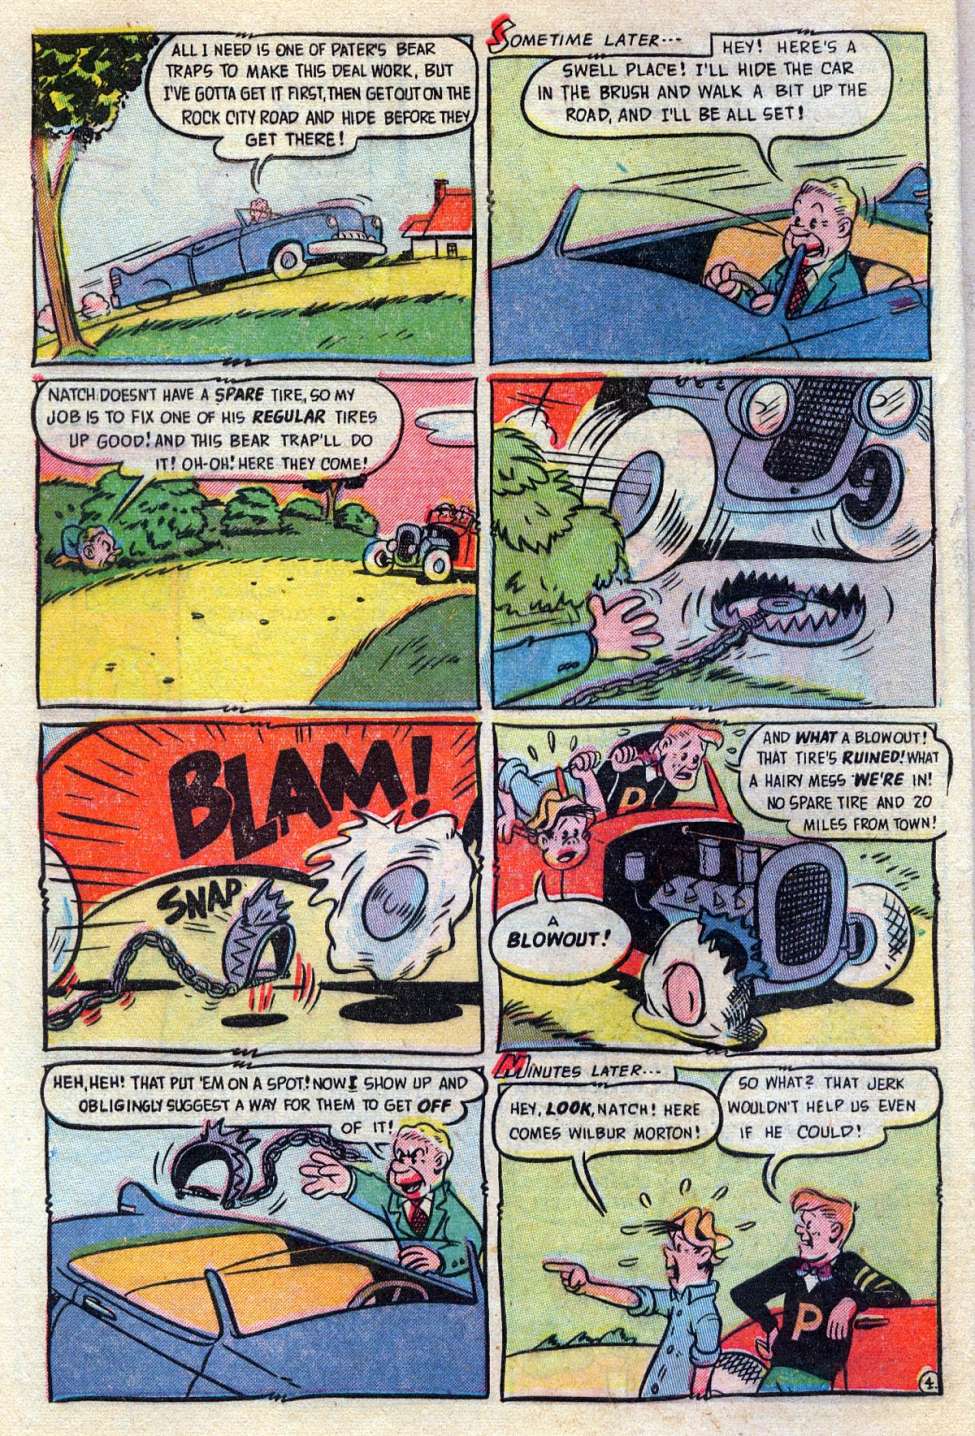 ALL I NEED IS ONE OF PATER'S BEAR
TRAPS TO MAKE THIS DEAL WORK, BUT
I'VE GOTTA GET IT FIRST, THEN GET OUT ON THE
ROCK CITY ROAD AND HIDE BEFORE THEY
GET THERE!
SOMETIME LATER---
HEY! HERE'S A
SWELL PLACE! I'LL HIDE THE CAR
IN THE BRUSH AND WALK A BIT UP THE
ROAD, AND I'LL BE ALL SET!
NATCH DOESN'T HAVE A SPARE TIRE, SO MY
JOB IS TO FIX ONE OF HIS REGULAR TIRES
UP GOOD! AND THIS BEAR TRAP'LL DO
IT! OH-OH! HERE THEY COME!
BLAM!
SNAP
AND WHAT A BLOWOUT!
THAT TIRE'S RUINED! WHAT
A HAIRY MESS WE'RE IN!
NO SPARE TIRE AND 20
MILES FROM TOWN!
P
A
BLOWOUT!
HEH, HEH! THAT PUT 'EM ON A SPOT! NOW I SHOW UP AND
OBLIGINGLY SUGGEST A WAY FOR THEM TO GET OFF
OF IT!
MINUTES LATER---
HEY, LOOK, NATCH! HERE
COMES WILBUR MORTON!
SO WHAT? THAT JERK
WOULDN'T HELP US EVEN
IF HE COULD!
P
4.